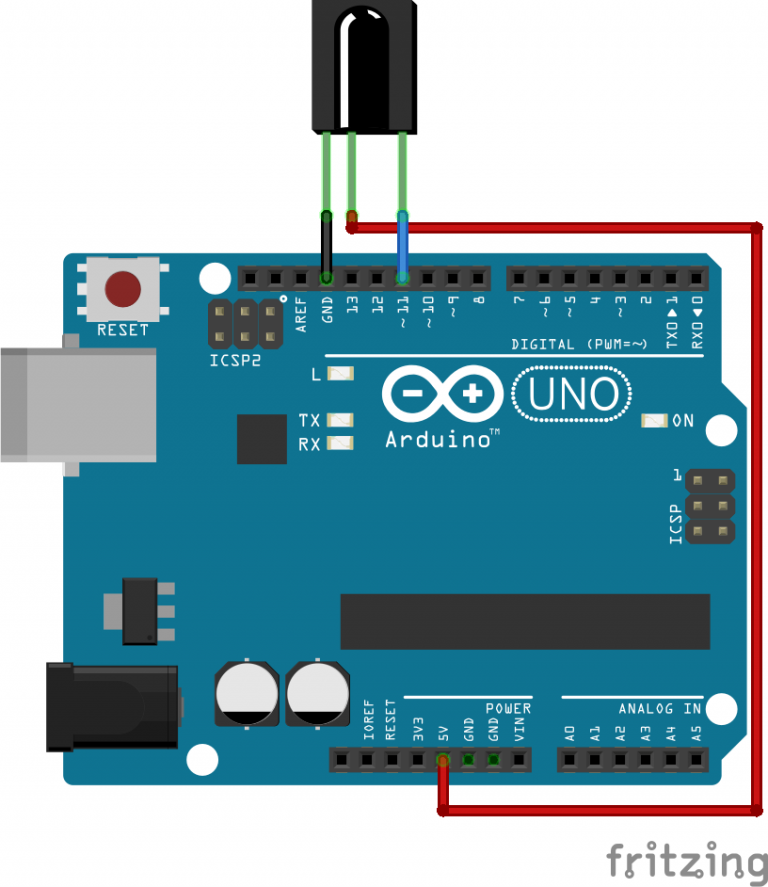 RESET
ICSP2
AREF
GND
13
12
~11
~10
~9
8
7
~6
~5
4
~3
2
TX0▶1
RX0◀0
DIGITAL (PWM=~)
L
TX
RX
Arduino™
UNO
ON
1
ICSP
IOREF
RESET
3V3
5V
GND
GND
VIN
POWER
A0
A1
A2
A3
A4
A5
ANALOG IN
fritzing